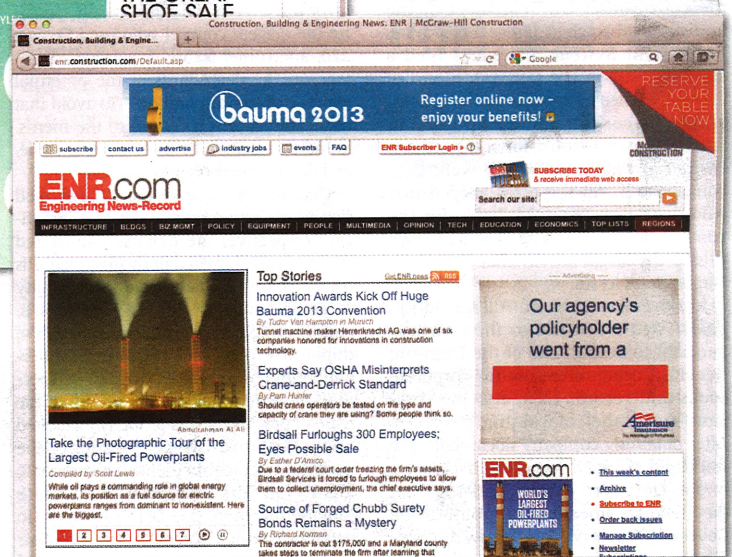 THE GREAT
SHOE SALE
Construction, Building & Engineering News. ENR | McGraw-Hill Construction
Construction, Building & Engine...
enr.construction.com/Default.asp
Google
bauma 2013
Register online now –
enjoy your benefits!
RESERVE
YOUR
TABLE
NOW
subscribe
contact us
advertise
industry jobs
events
FAQ
ENR Subscriber Login »
CONSTRUCTION
ENR.com
Engineering News-Record
SUBSCRIBE TODAY
& receive immediate web access
Search our site:
INFRASTRUCTURE | BLDGS | BIZ MGMT | POLICY | EQUIPMENT | PEOPLE | MULTIMEDIA | OPINION | TECH | EDUCATION | ECONOMICS | TOP LISTS | REGIONS
Abdulrahman Al Ali
Take the Photographic Tour of the
Largest Oil-Fired Powerplants
Compiled by Scott Lewis
While oil plays a commanding role in global energy
markets, its position as a fuel source for electric
powerplants ranges from dominant to non-existent. Here
are the biggest.
1 2 3 4 5 6 7
Top Stories
Get ENR news
RSS
Innovation Awards Kick Off Huge
Bauma 2013 Convention
By Tudor Van Hampton in Munich
Tunnel machine maker Herrenknecht AG was one of six
companies honored for innovations in construction
technology.
Experts Say OSHA Misinterprets
Crane-and-Derrick Standard
By Pam Hunter
Should crane operators be tested on the type and
capacity of crane they are using? Some people think so.
Birdsall Furloughs 300 Employees;
Eyes Possible Sale
By Esther D'Amico
Due to a federal court order freezing the firm's assets,
Birdsall Services is forced to furlough employees to allow
them to collect unemployment, the chief executive says.
Source of Forged Chubb Surety
Bonds Remains a Mystery
By Richard Korman
The contractor is out $175,000 and a Maryland county
takes steps to terminate the firm after learning that
Advertising
Our agency's
policyholder
went from a
Amerisure
Insurance
ENR.com
WORLD'S
LARGEST
OIL-FIRED
POWERPLANTS
This week's content
Archive
Subscribe to ENR
Order back issues
Manage Subscription
Newsletter
Subscriptions